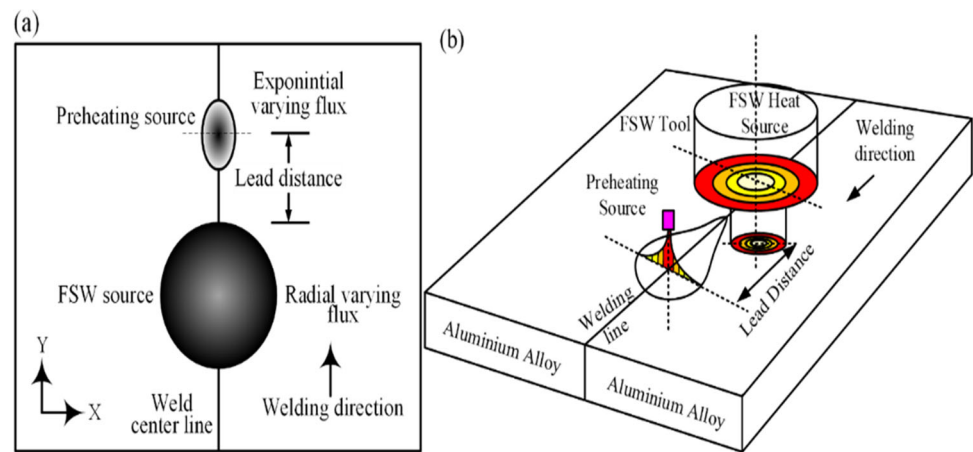 (a)
Preheating source
Exponintial
varying flux
Lead distance
FSW source
Radial varying
flux
Y
X
Weld
center line
Welding direction
(b)
FSW Heat
Source
FSW Tool
Welding
direction
Preheating
Source
Welding
line
Lead Distance
Aluminium Alloy
Aluminium Alloy